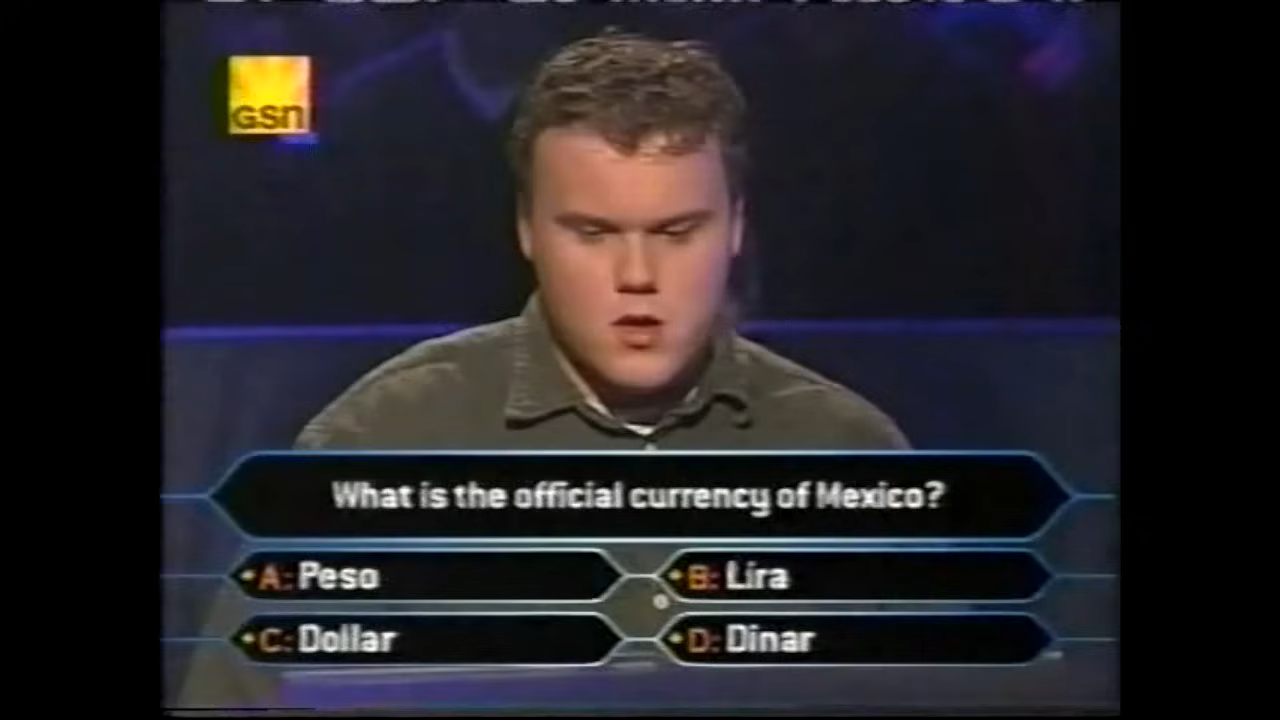 GSN
What is the official currency of Mexico?
A: Peso
B: Lira
C: Dollar
D: Dinar